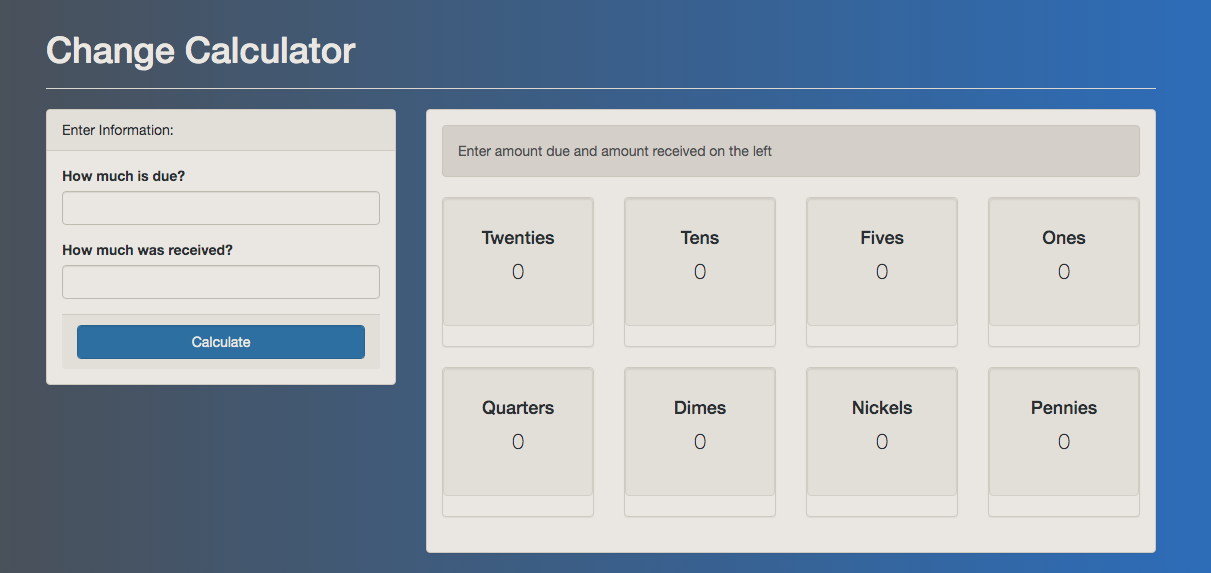 Change Calculator
Enter Information:
How much is due?
How much was received?
Calculate
Enter amount due and amount received on the left
Twenties
0
Tens
0
Fives
0
Ones
0
Quarters
0
Dimes
0
Nickels
0
Pennies
0